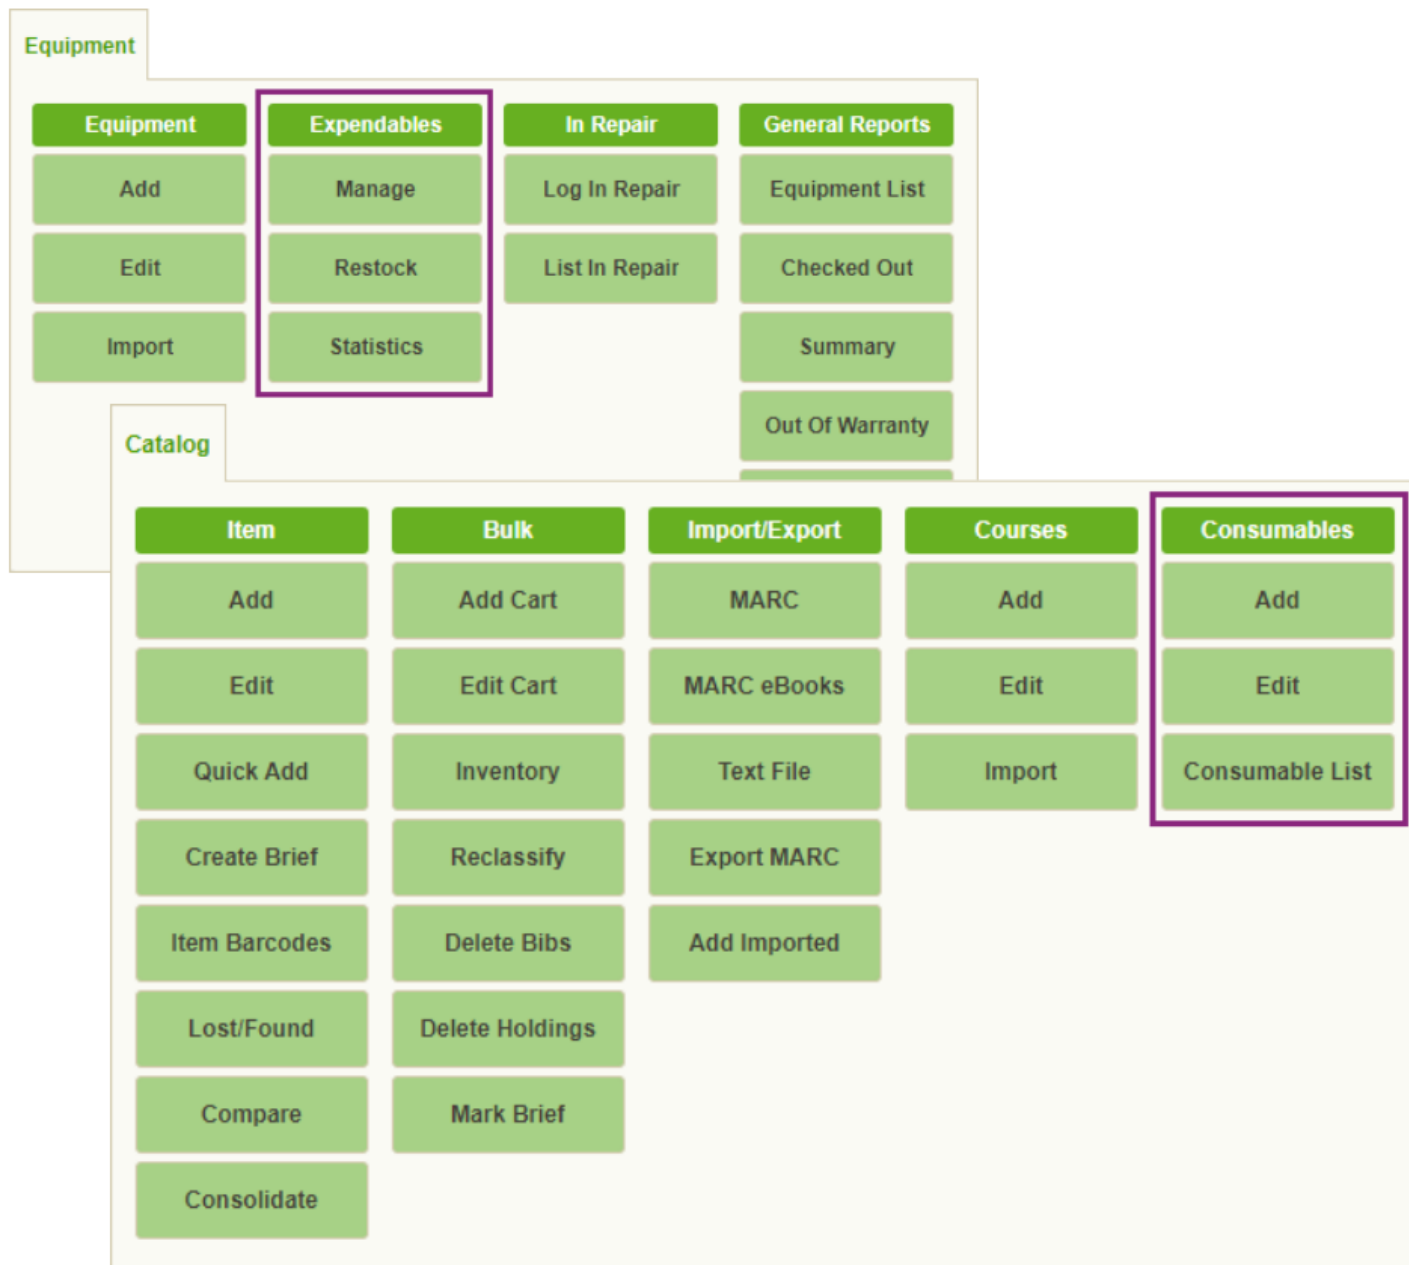 Equipment
Equipment
Add
Edit
Import
Expendables
Manage
Restock
Statistics
In Repair
Log In Repair
List In Repair
General Reports
Equipment List
Checked Out
Summary
Out Of Warranty
Catalog
Item
Add
Edit
Quick Add
Create Brief
Item Barcodes
Lost/Found
Compare
Consolidate
Bulk
Add Cart
Edit Cart
Inventory
Reclassify
Delete Bibs
Delete Holdings
Mark Brief
Import/Export
MARC
MARC eBooks
Text File
Export MARC
Add Imported
Courses
Add
Edit
Import
Consumables
Add
Edit
Consumable List